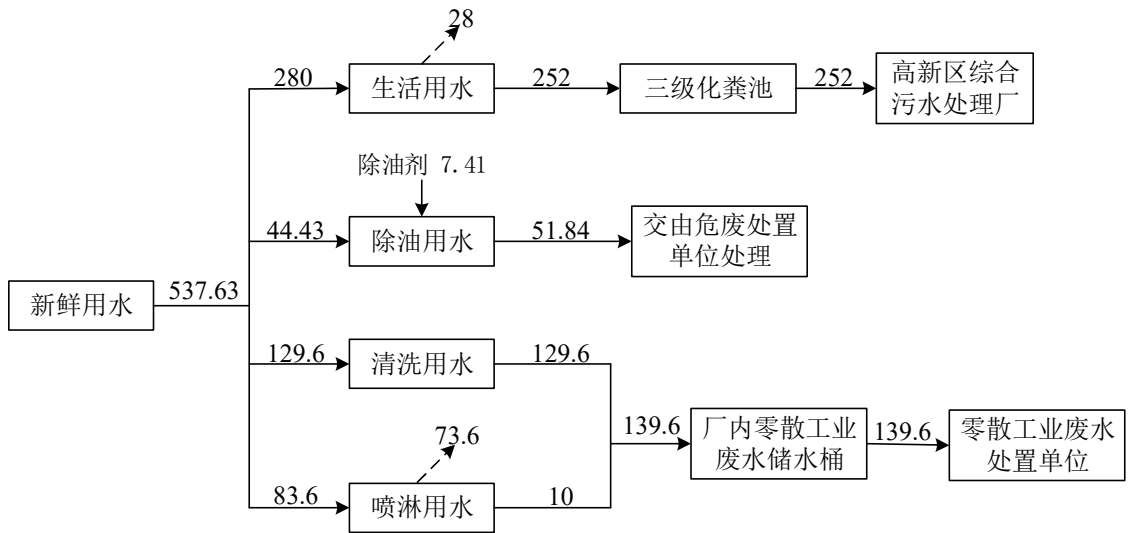 28
280
生活用水
252
三级化粪池
252
高新区综合
污水处理厂
除油剂 7.41
44.43
除油用水
51.84
交由危废处置
单位处理
新鲜用水
537.63
129.6
清洗用水
129.6
73.6
83.6
喷淋用水
10
139.6
厂内零散工业
废水储水桶
139.6
零散工业废水
处置单位